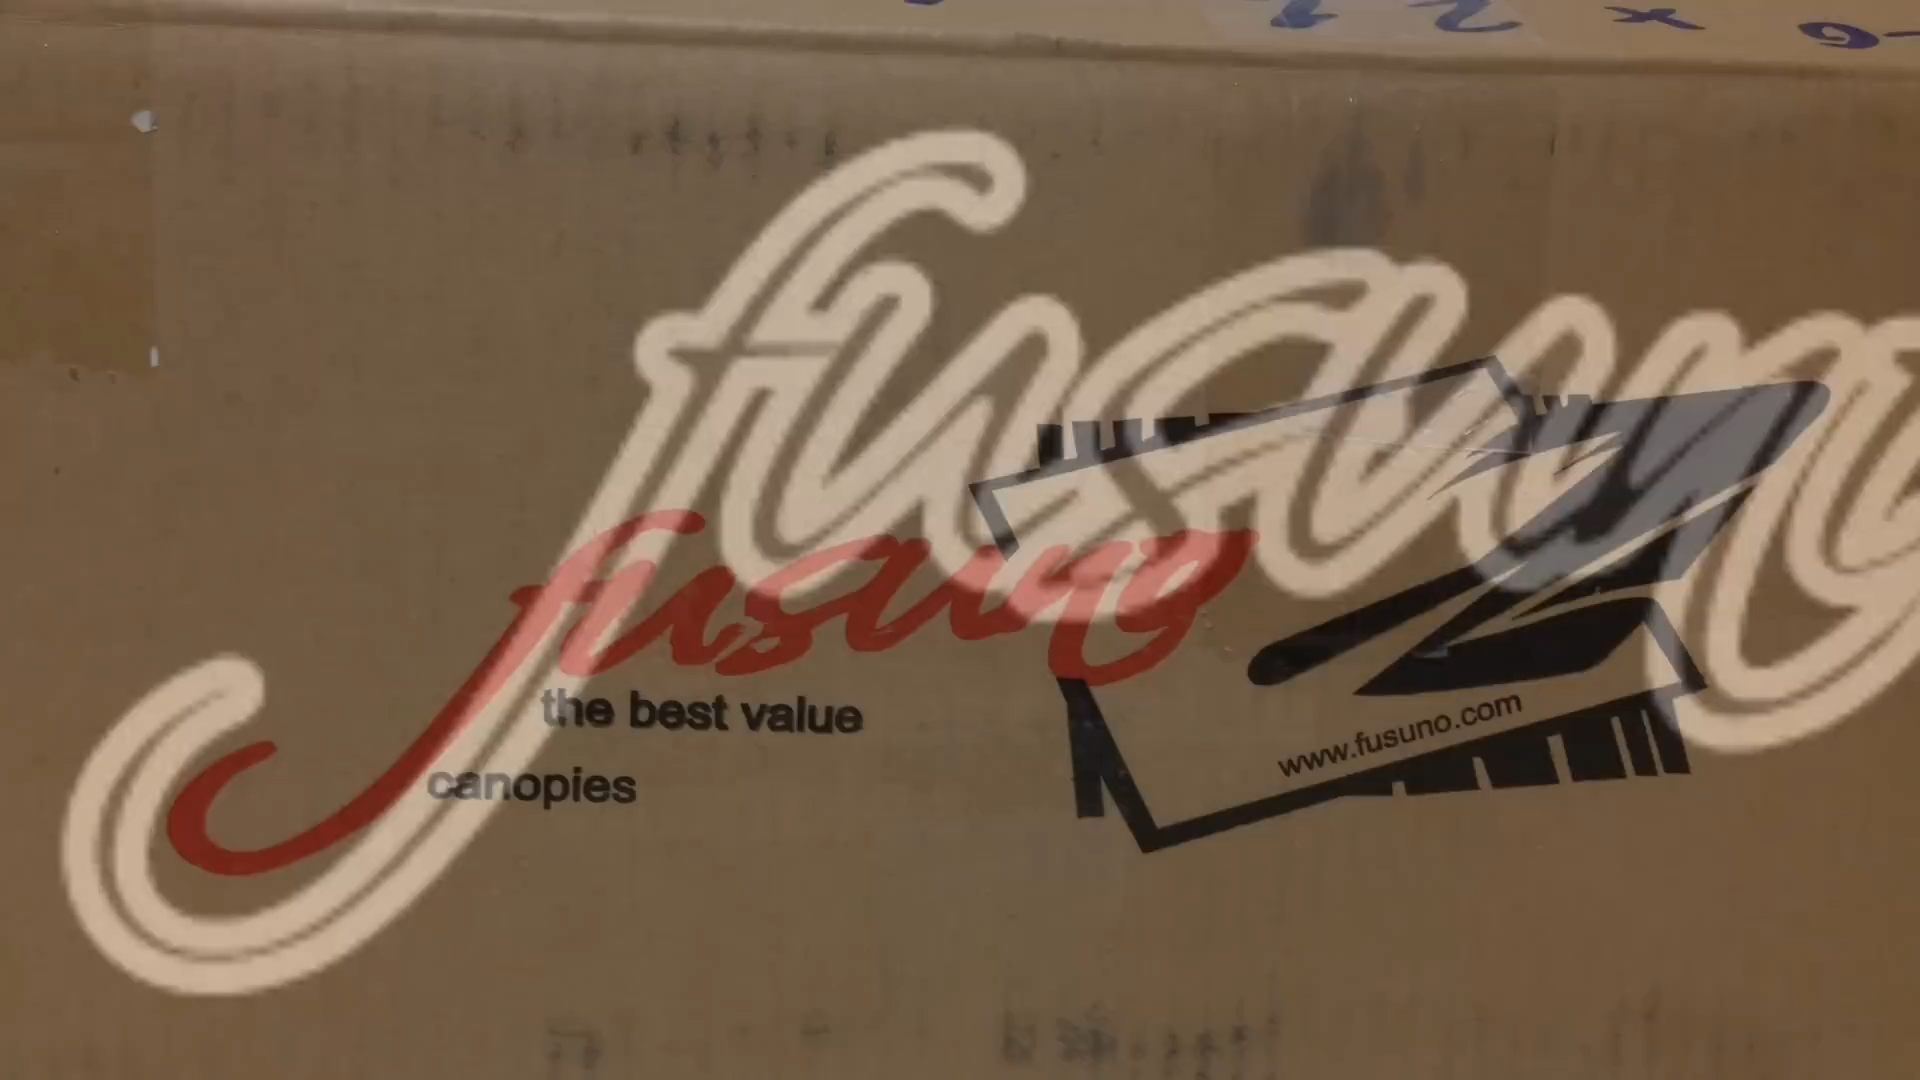 fusuno
fusuno
the best value
canopies
www.fusuno.com